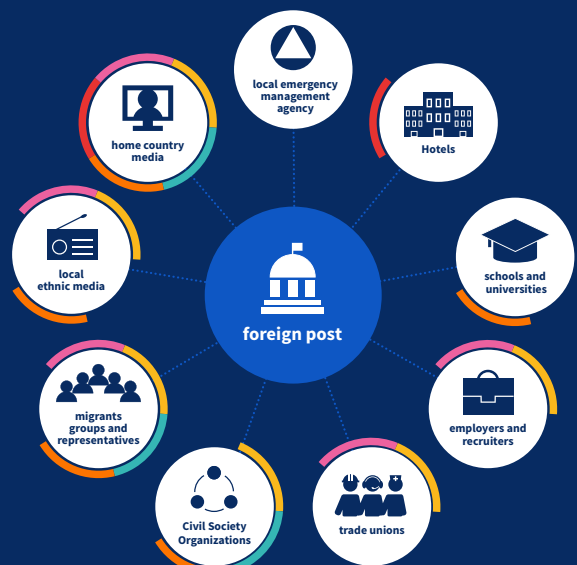 local emergency
management
agency
home country
media
Hotels
local
ethnic media
schools and
universities
foreign post
migrants
groups and
representatives
employers and
recruiters
Civil Society
Organizations
trade unions